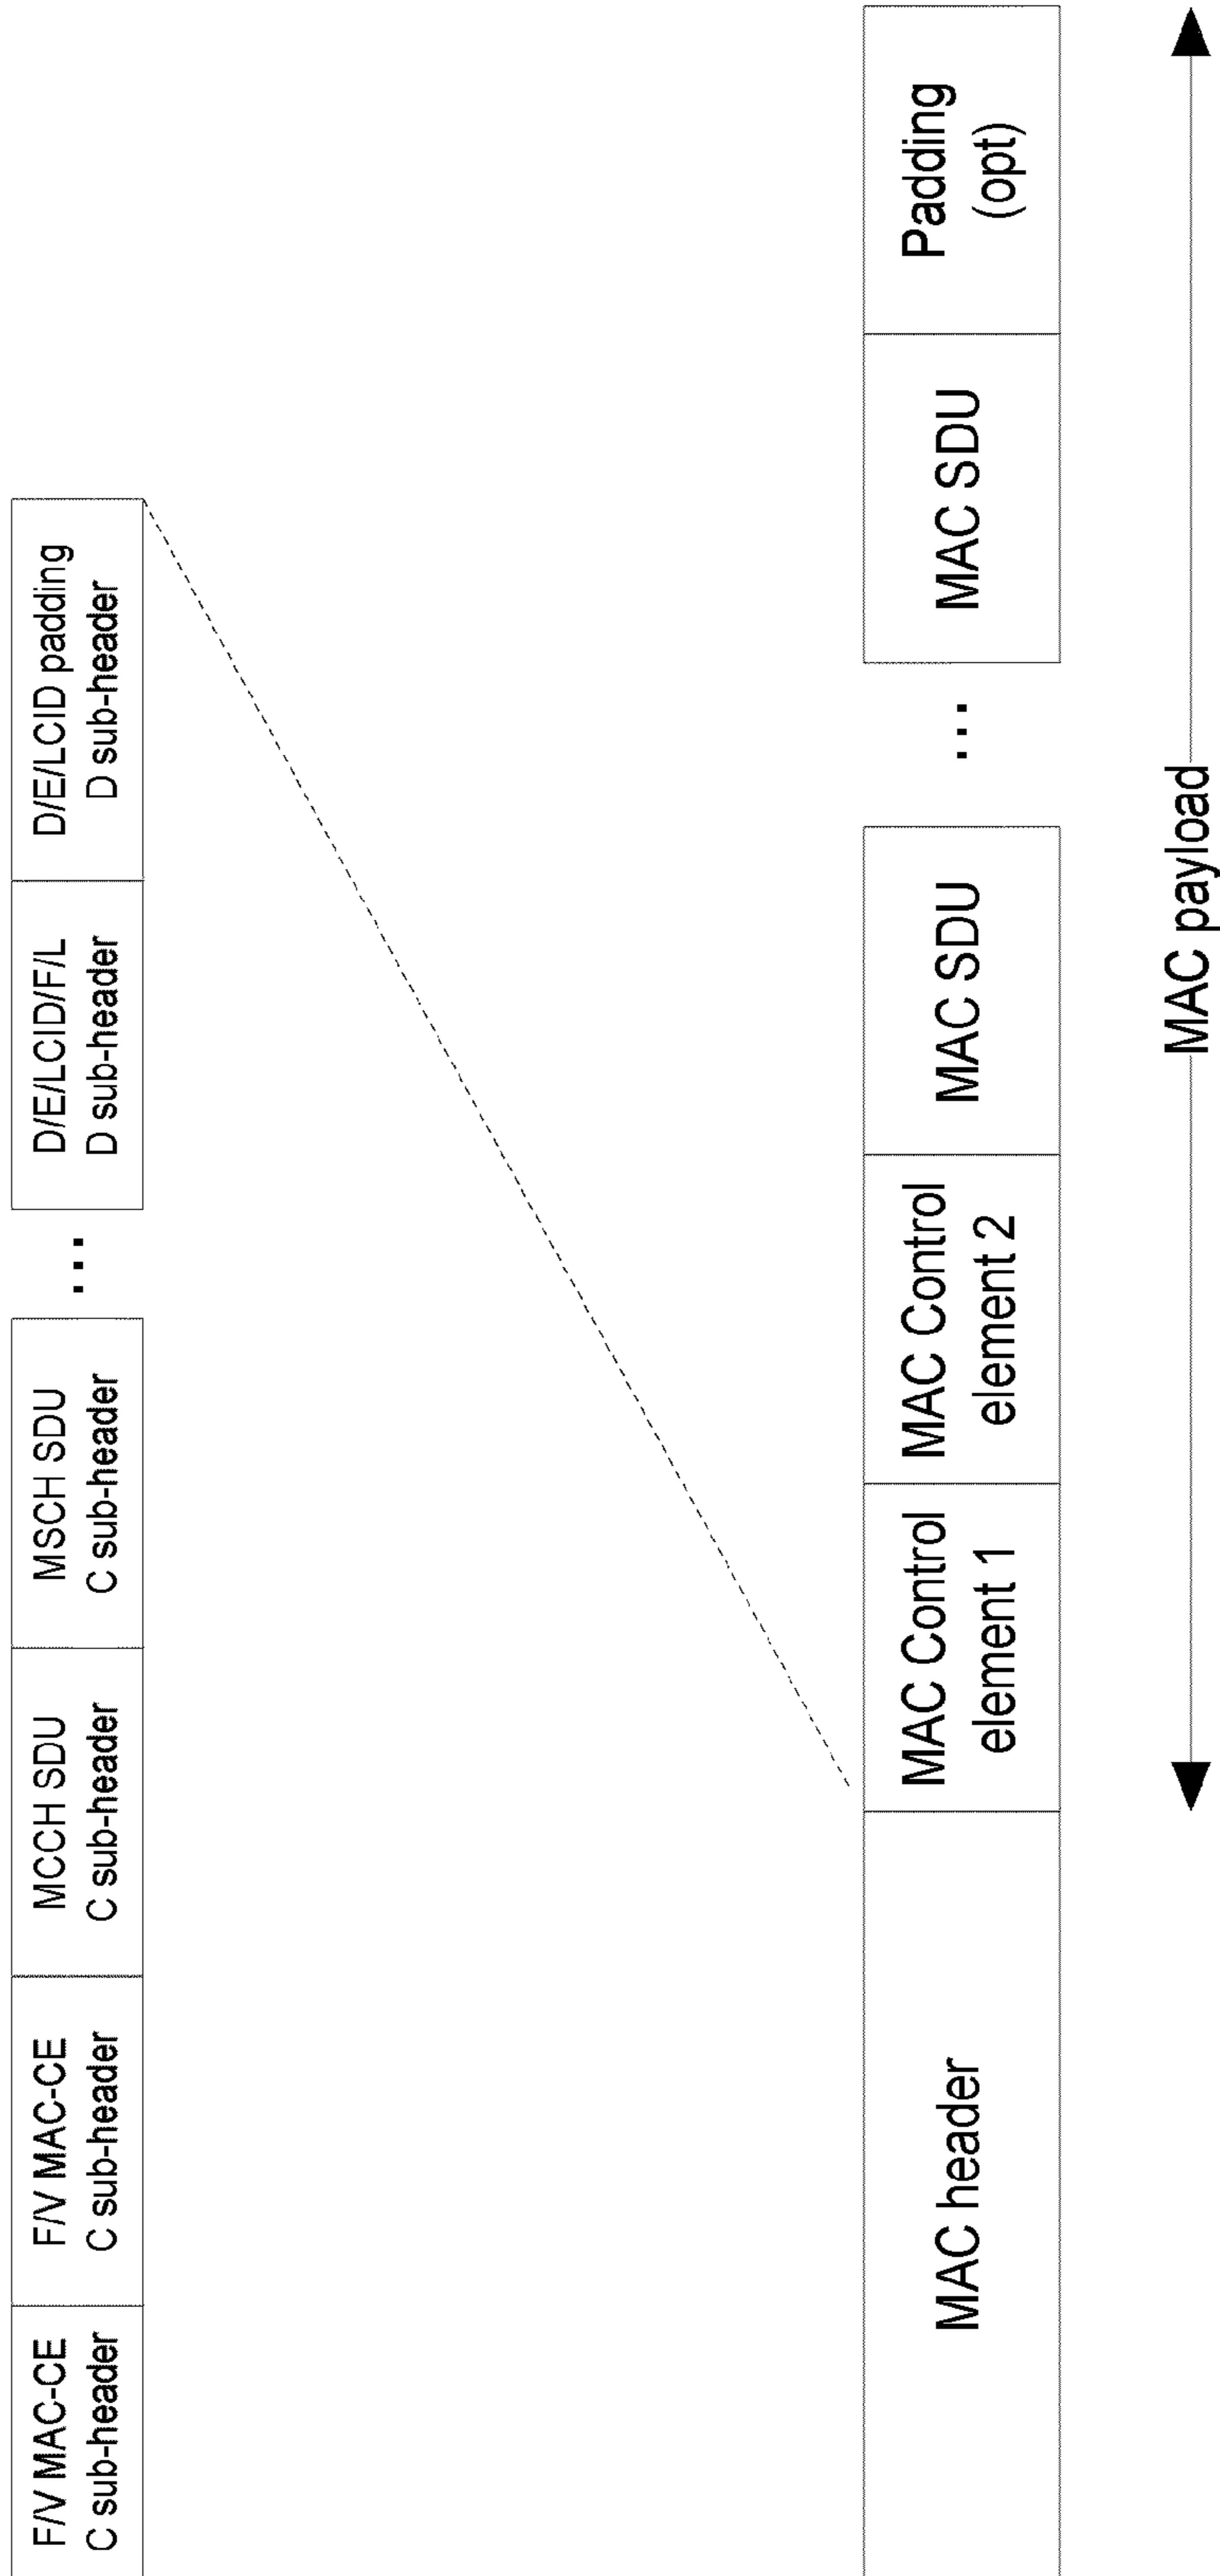 F/V MAC-CE
C sub-header
F/V MAC-CE
C sub-header
MCCH SDU
C sub-header
MSCH SDU
C sub-header
...
D/E/LCID/F/L
D sub-header
D/E/LCID padding
D sub-header
MAC header
MAC Control
element 1
MAC Control
element 2
MAC SDU
...
MAC SDU
Padding
(opt)
MAC payload